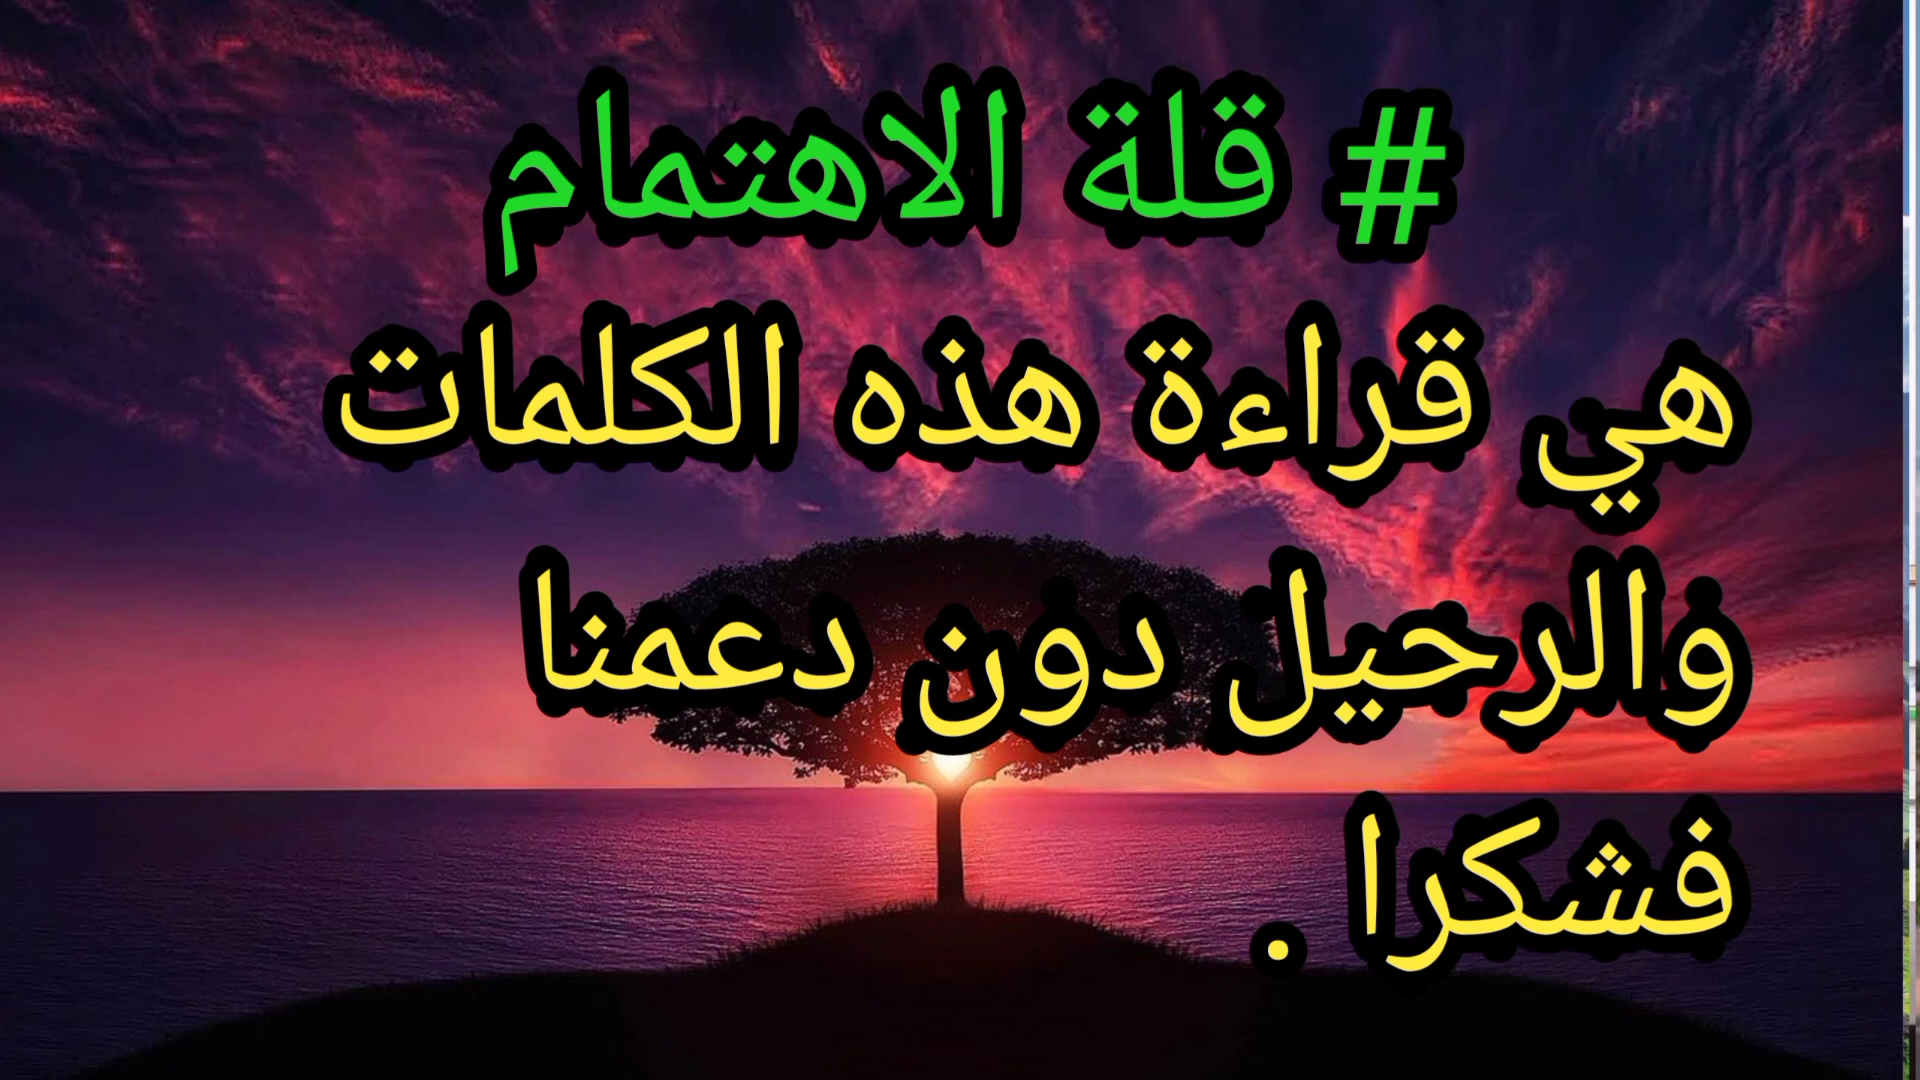 # قلة الاهتمام
هي قراءة هذه الكلمات
والرحيل دون دعمنا
فشكرا .